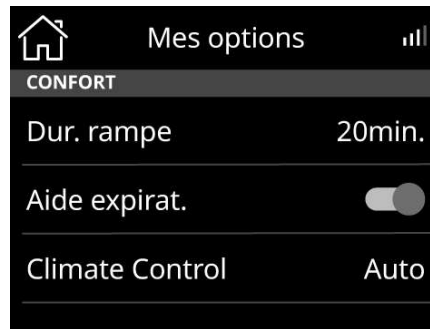 Mes options
CONFORT
Dur. rampe 20min.
Aide expirat.
Climate Control Auto